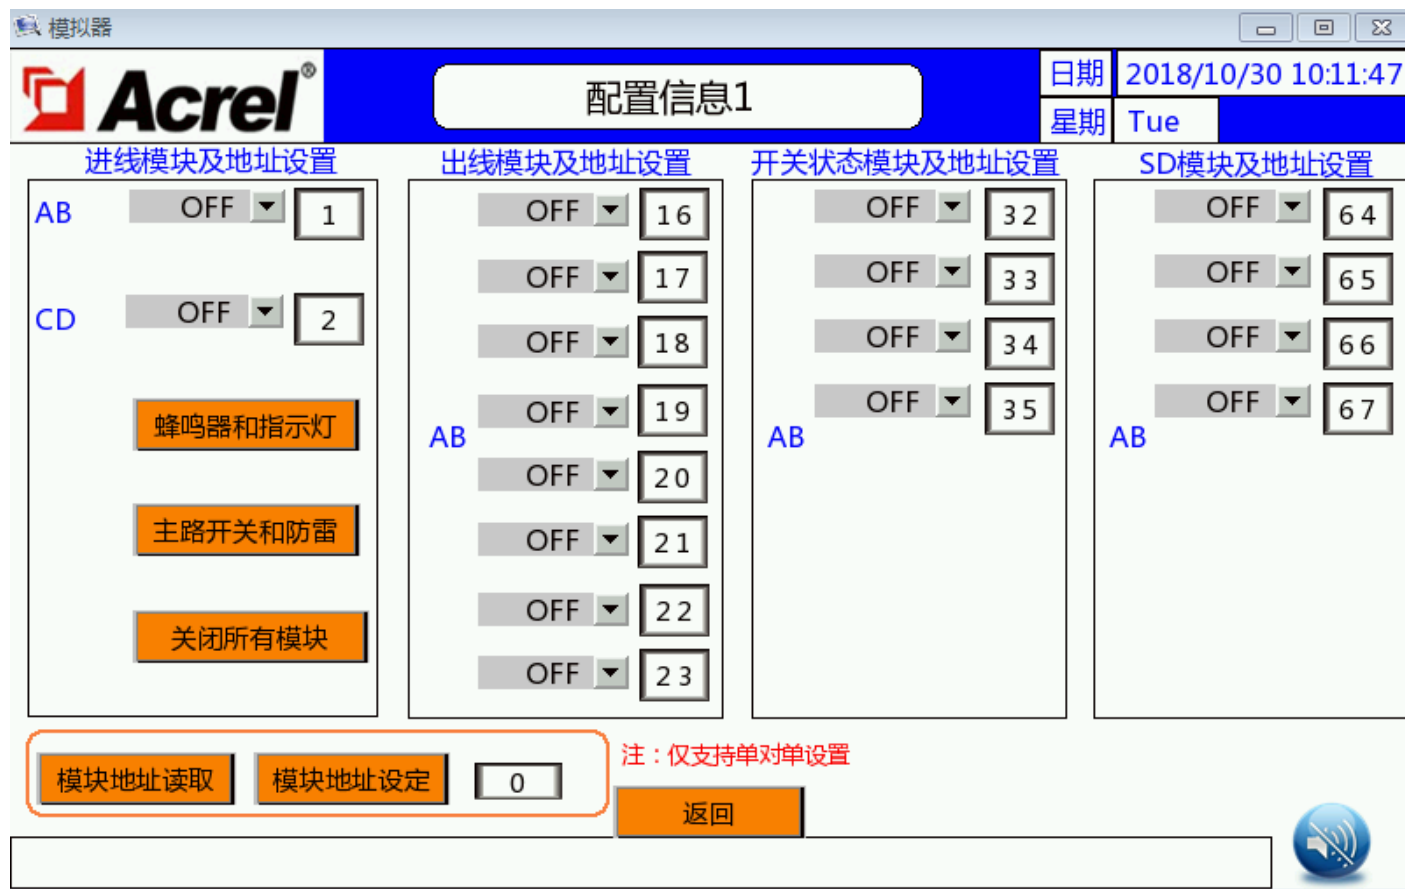 模拟器
Acrel®
配置信息1
日期 2018/10/30 10:11:47
星期 Tue
进线模块及地址设置 出线模块及地址设置 开关状态模块及地址设置 SD模块及地址设置
AB OFF 1 OFF 16 OFF 32 OFF 64
OFF 17 OFF 33 OFF 65
CD OFF 2 OFF 18 OFF 34 OFF 66
蜂鸣器和指示灯 AB OFF 19 AB OFF 35 AB OFF 67
OFF 20
主路开关和防雷 OFF 21
关闭所有模块 OFF 22
OFF 23
模块地址读取 模块地址设定 0 注：仅支持单对单设置
返回